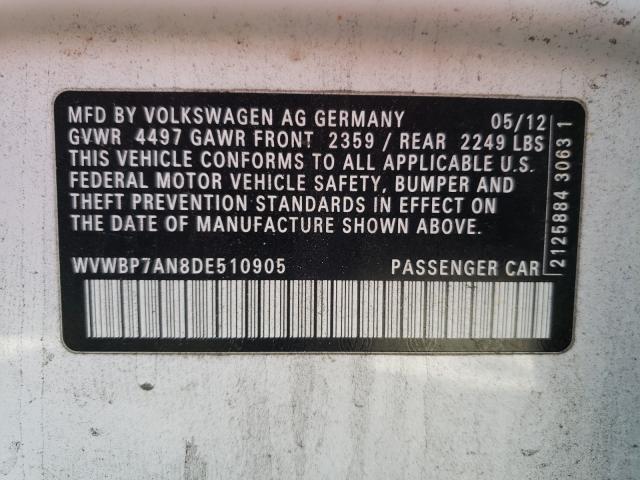 MFD BY VOLKSWAGEN AG GERMANY 05/12
GVWR 4497 GAWR FRONT 2359 / REAR 2249 LBS
THIS VEHICLE CONFORMS TO ALL APPLICABLE U.S.
FEDERAL MOTOR VEHICLE SAFETY, BUMPER AND
THEFT PREVENTION STANDARDS IN EFFECT ON
THE DATE OF MANUFACTURE SHOWN ABOVE.
WVWBP7AN8DE510905 PASSENGER CAR
2125884 3063 1